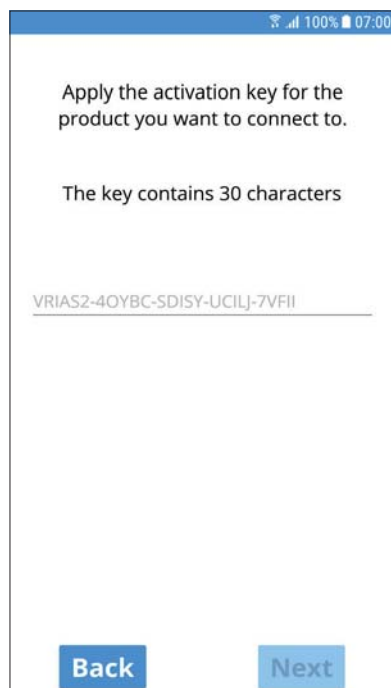 100% 07:00
Apply the activation key for the
product you want to connect to.
The key contains 30 characters
VRIAS2-4OYBC-SDISY-UCILJ-7VFII
Back Next